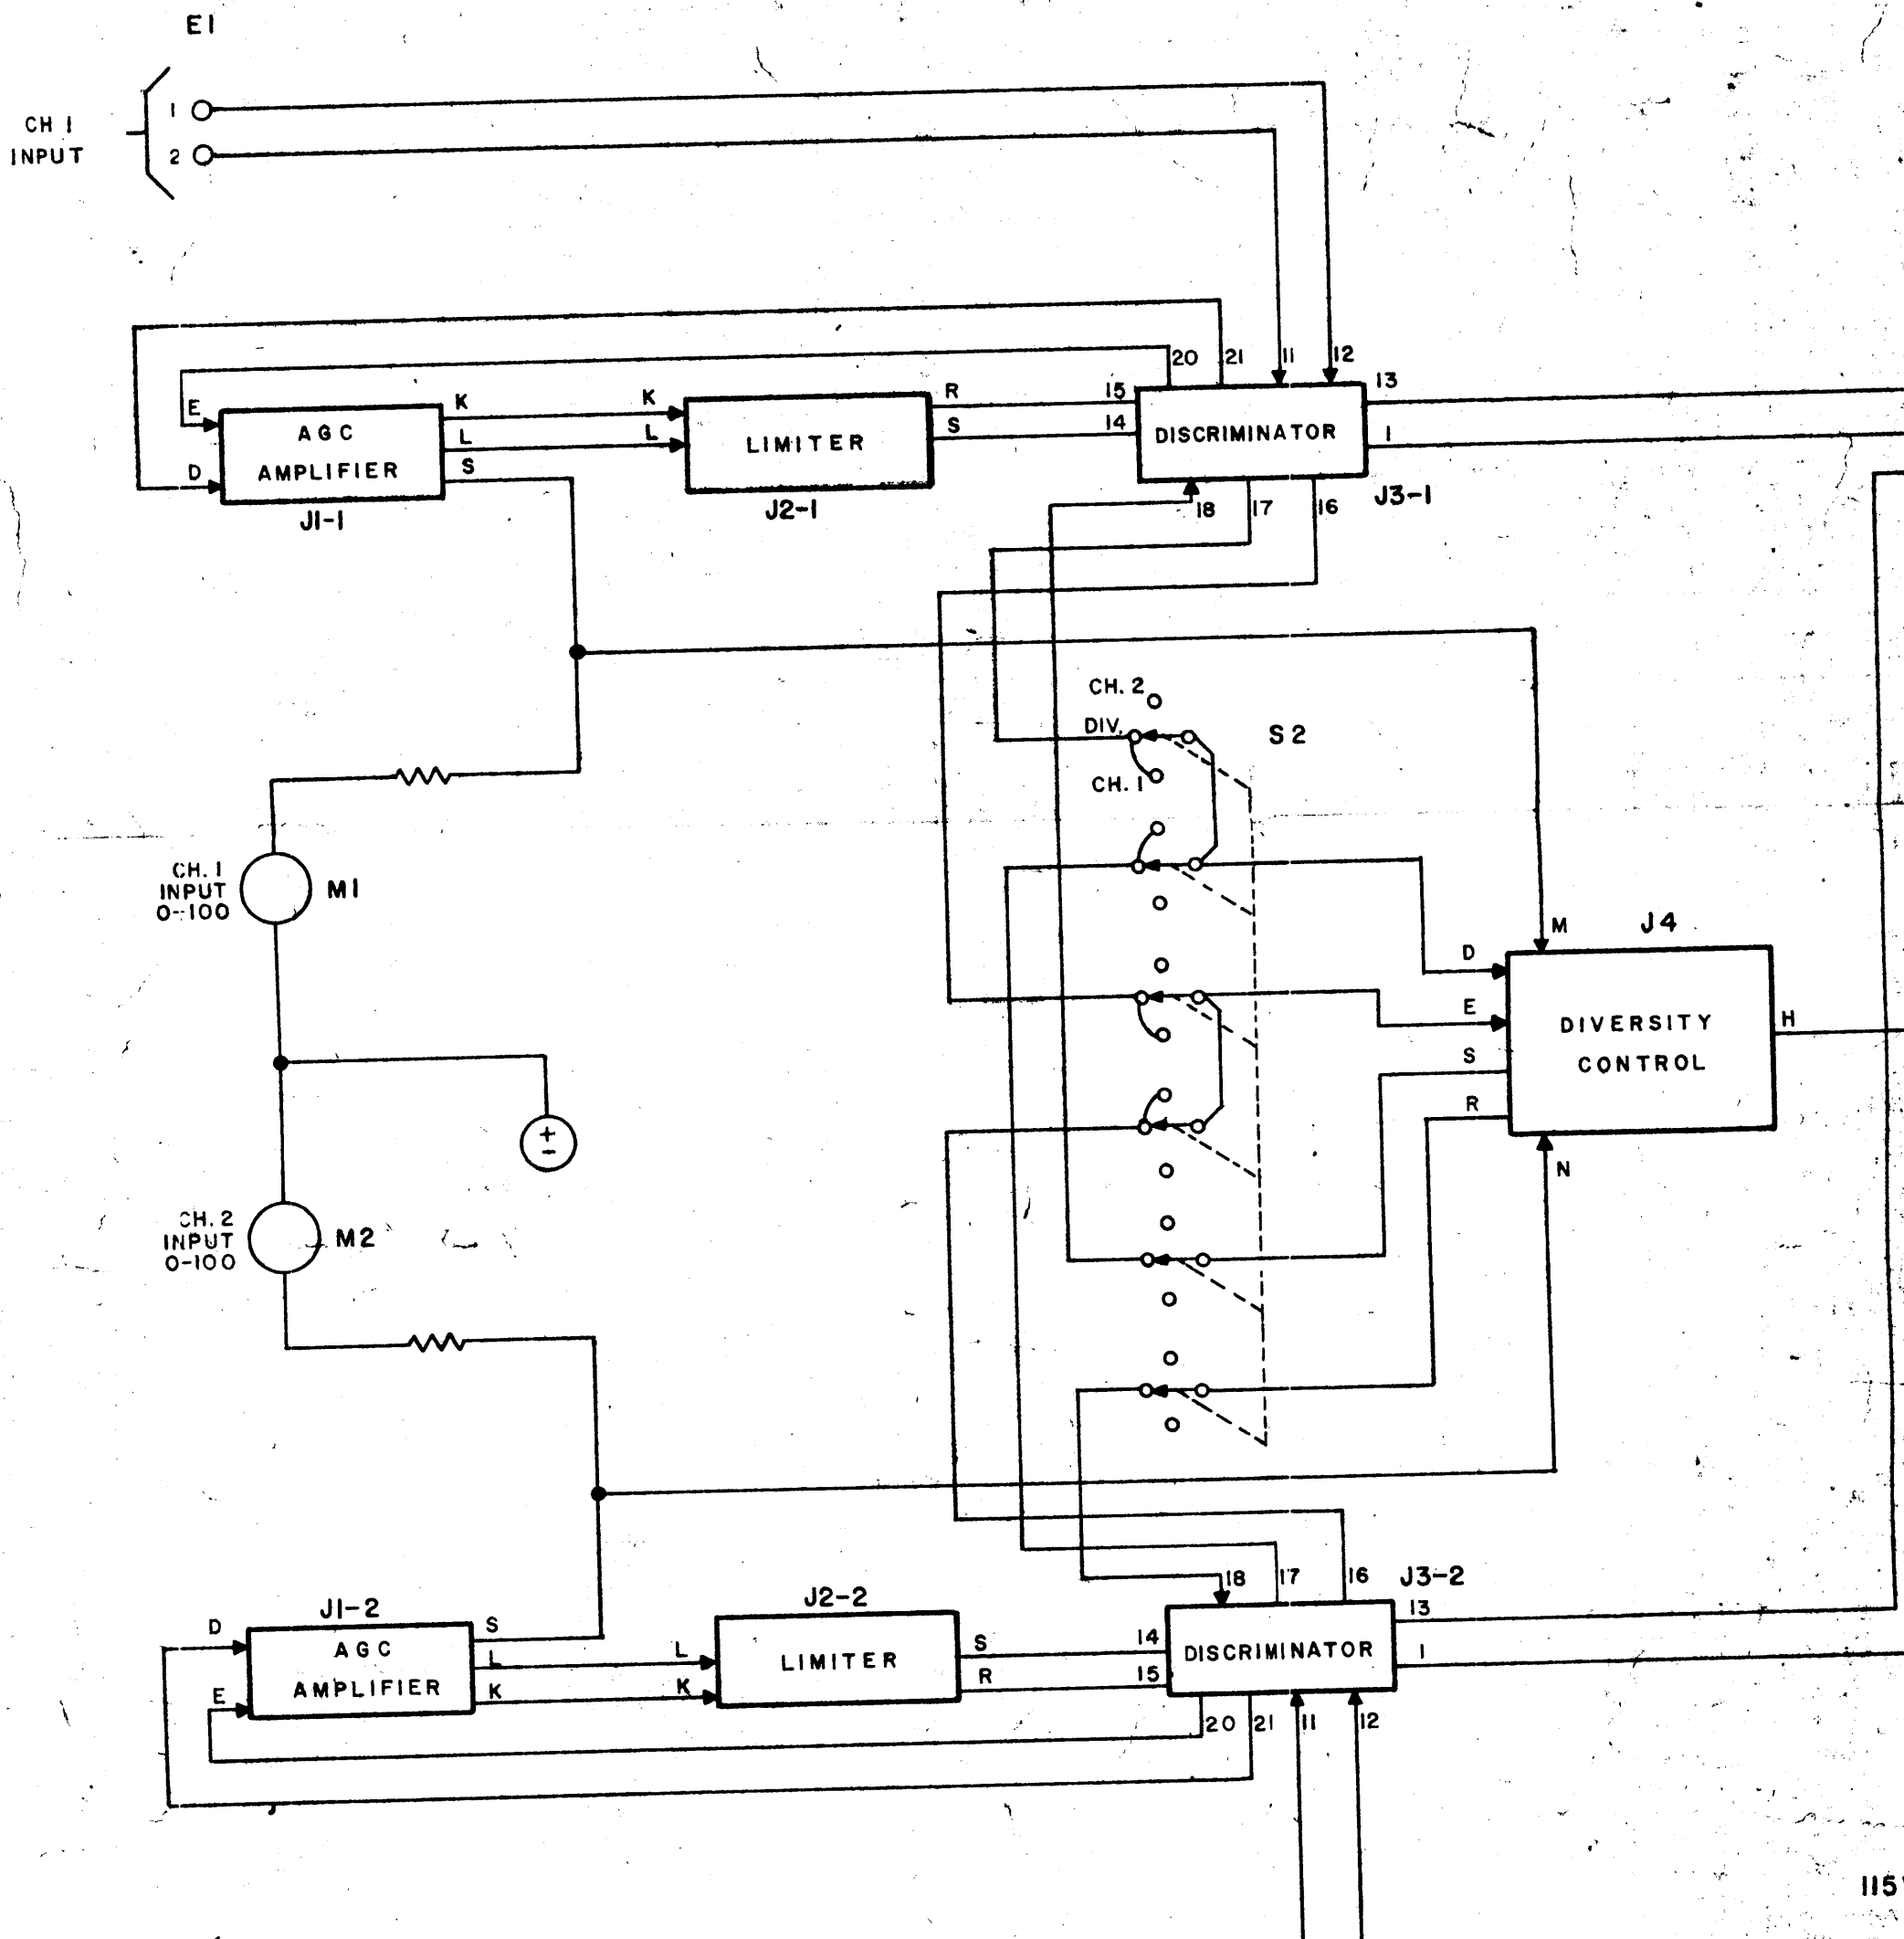 E1
CH 1
INPUT
1
2
20
21
11
12
13
E
D
AGC
AMPLIFIER
K
L
S
J1-1
K
L
LIMITER
J2-1
R
S
15
14
DISCRIMINATOR
1
J3-1
18
17
16
CH. 2
DIV.
CH. 1
S2
CH. 1
INPUT
0-100
M1
M
J4
D
E
S
R
DIVERSITY
CONTROL
H
N
+
-
CH. 2
INPUT
0-100
M2
18
17
16
J3-2
13
1
J1-2
D
E
AGC
AMPLIFIER
S
L
K
J2-2
L
K
LIMITER
S
R
14
15
DISCRIMINATOR
20
21
11
12
115